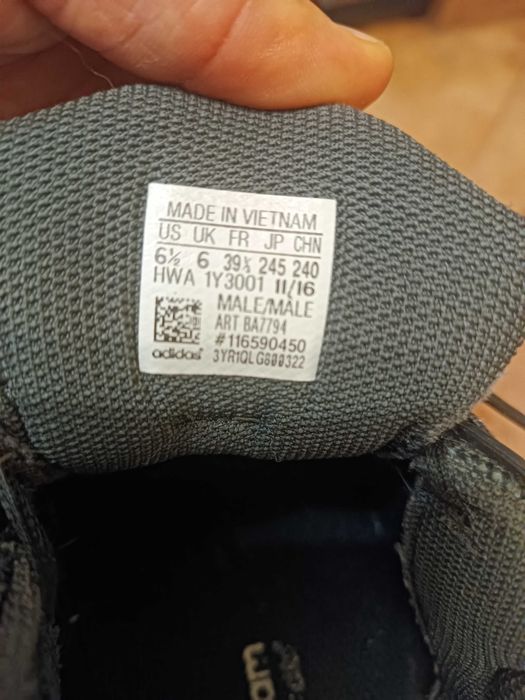 MADE IN VIETNAM
US UK FR JP CHN
6½ 6 39⅓ 245 240
HWA 1Y3001 11/16
MALE/MALE
ART BA7794
#116590450
adidas® 3YR1QLG800322